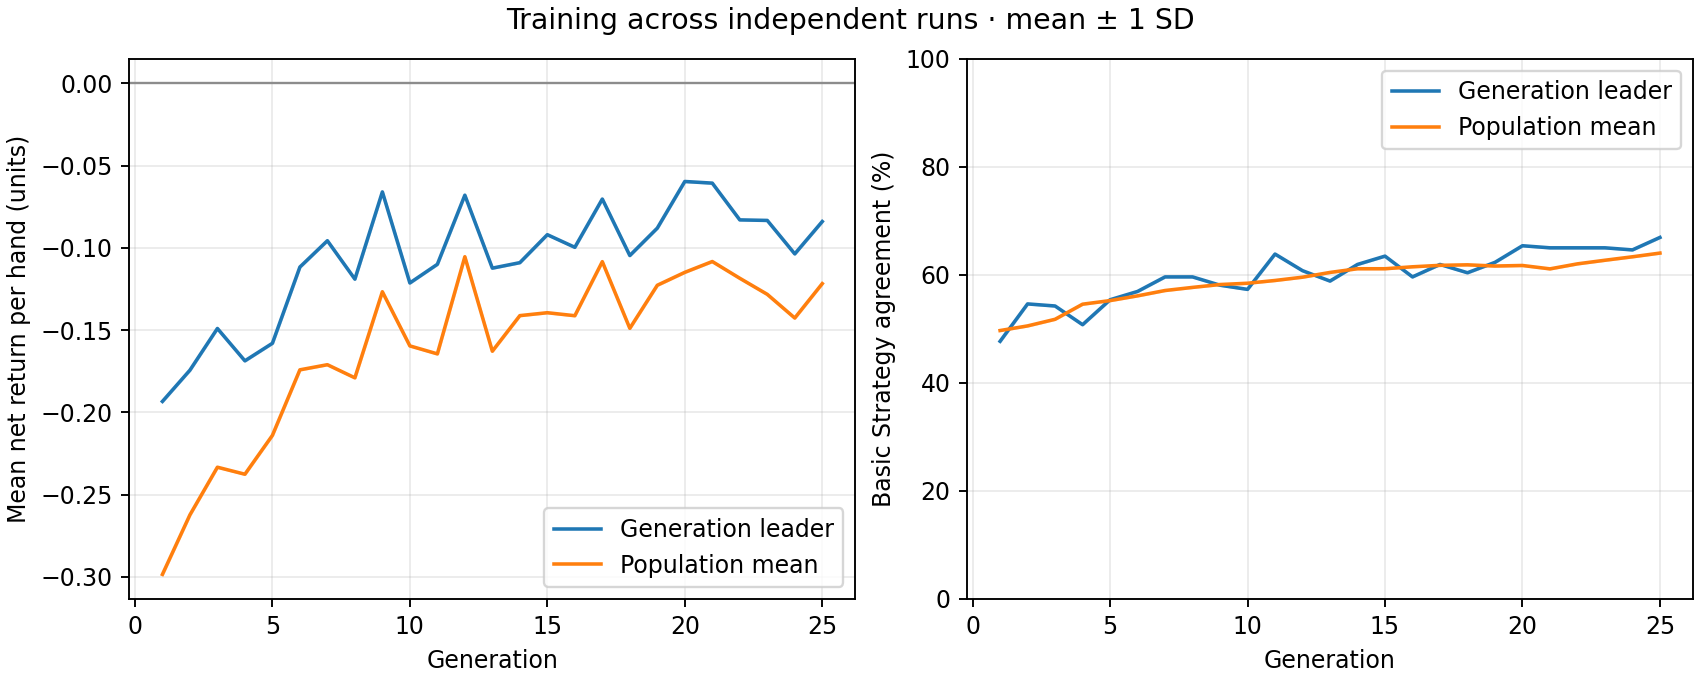 Training across independent runs · mean ± 1 SD
Mean net return per hand (units)
0.00
−0.05
−0.10
−0.15
−0.20
−0.25
−0.30
0
5
10
15
20
25
Generation
Generation leader
Population mean
Basic Strategy agreement (%)
100
80
60
40
20
0
0
5
10
15
20
25
Generation
Generation leader
Population mean